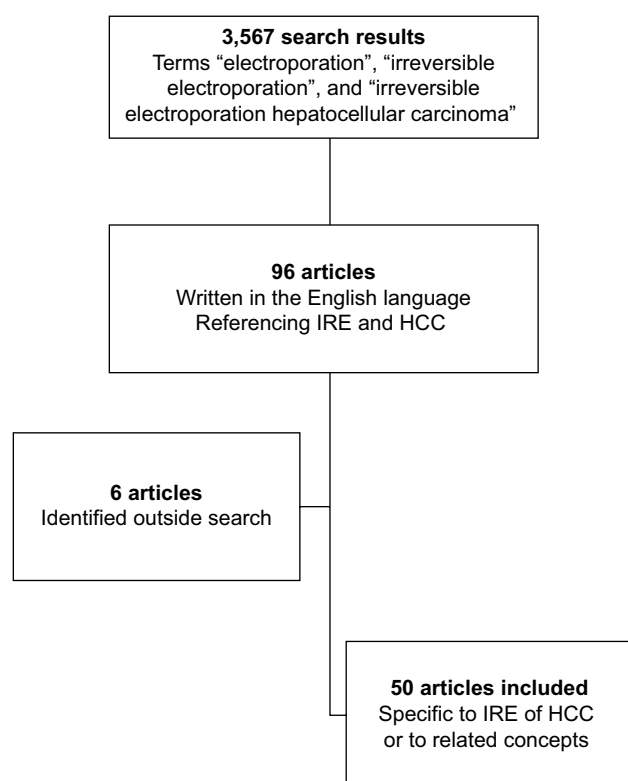 3,567 search results
Terms “electroporation”, “irreversible
electroporation”, and “irreversible
electroporation hepatocellular carcinoma”
96 articles
Written in the English language
Referencing IRE and HCC
6 articles
Identified outside search
50 articles included
Specific to IRE of HCC
or to related concepts